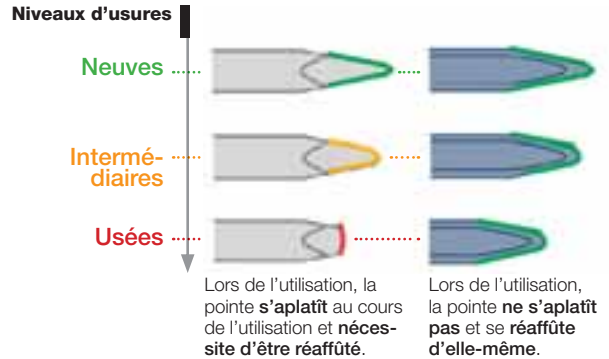 Niveaux d'usures
Neuves
Intermé-
diaires
Usées
Lors de l'utilisation, la
pointe s'aplatît au cours
de l'utilisation et néces-
site d'être réaffûté.
Lors de l'utilisation,
la pointe ne s'aplatît
pas et se réaffûte
d'elle-même.